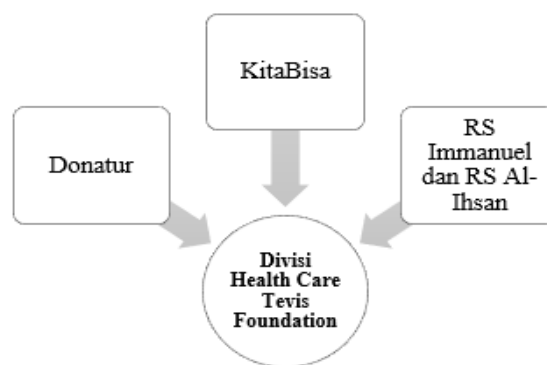 KitaBisa
Donatur
RS
Immanuel
dan RS Al-
Ihsan
Divisi
Health Care
Tevis
Foundation